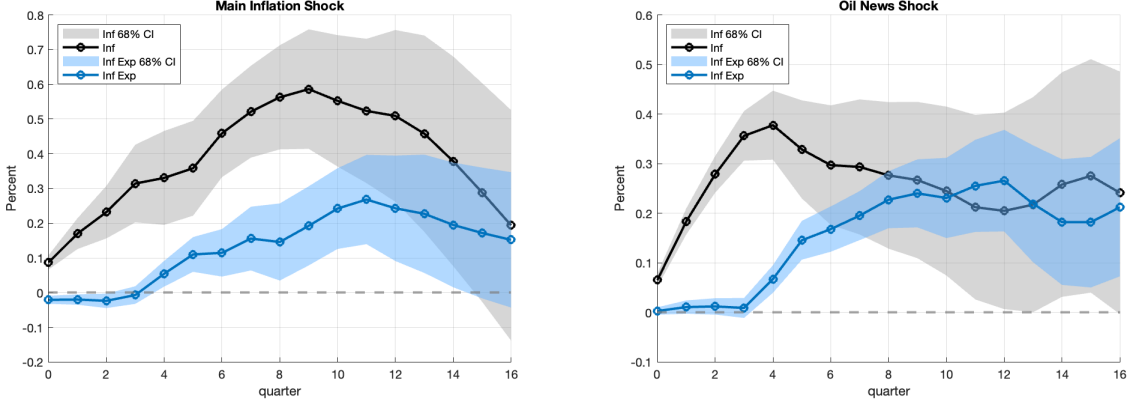 Main Inflation Shock
0.8
0.7
0.6
0.5
0.4
0.3
0.2
0.1
0
-0.1
-0.2
Percent
Inf 68% CI
Inf
Inf Exp 68% CI
Inf Exp
0 2 4 6 8 10 12 14 16
quarter
Oil News Shock
0.6
0.5
0.4
0.3
0.2
0.1
0
-0.1
Percent
Inf 68% CI
Inf
Inf Exp 68% CI
Inf Exp
0 2 4 6 8 10 12 14 16
quarter